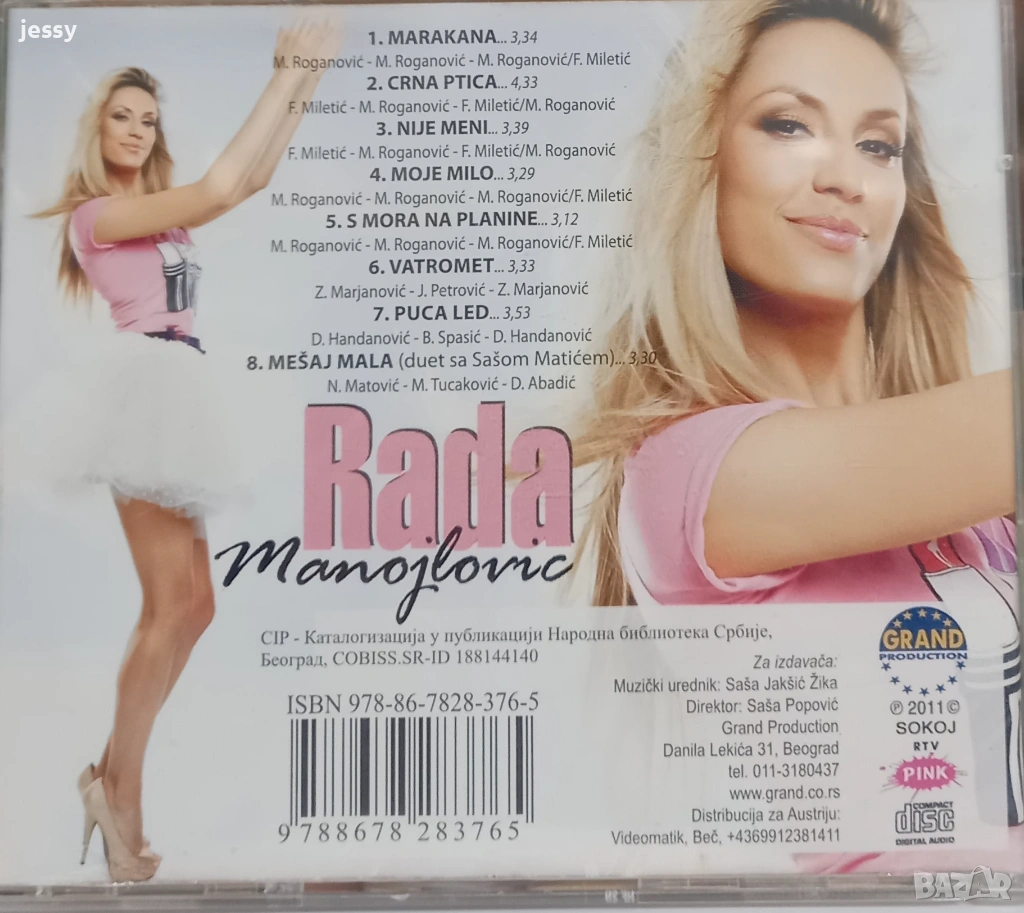 jessy
1. MARAKANA... 3,34
M. Roganović - M. Roganović - M. Roganović/F. Miletić
2. CRNA PTICA... 4,33
F. Miletić - M. Roganović - F. Miletić/M. Roganović
3. NIJE MENI... 3,39
F. Miletić - M. Roganović - F. Miletić/M. Roganović
4. MOJE MILO... 3,29
M. Roganović - M. Roganović - M. Roganović/F. Miletić
5. S MORA NA PLANINE... 3,12
M. Roganović - M. Roganović - M. Roganović/F. Miletić
6. VATROMET... 3,33
Z. Marjanović - J. Petrović - Z. Marjanović
7. PUCA LED... 3,53
D. Handanović - B. Spasić - D. Handanović
8. MEŠAJ MALA (duet sa Sašom Matićem)... 3,30
N. Matović - M. Tucaković - D. Abadić
Rada
Manojlovic
CIP - Каталогизација у публикацији Народна библиотека Србије,
Београд, COBISS.SR-ID 188144140
ISBN 978-86-7828-376-5
9 788678 283765
Za izdavača:
Muzički urednik: Saša Jakšić Žika
Direktor: Saša Popović
Grand Production
Danila Lekića 31, Beograd
tel. 011-3180437
www.grand.co.rs
Distribucija za Austriju:
Videomatik, Beč, +4369912381411
GRAND
PRODUCTION
℗ 2011 ©
SOKOJ
RTV
PINK
COMPACT
disc
DIGITAL AUDIO
BAZAR